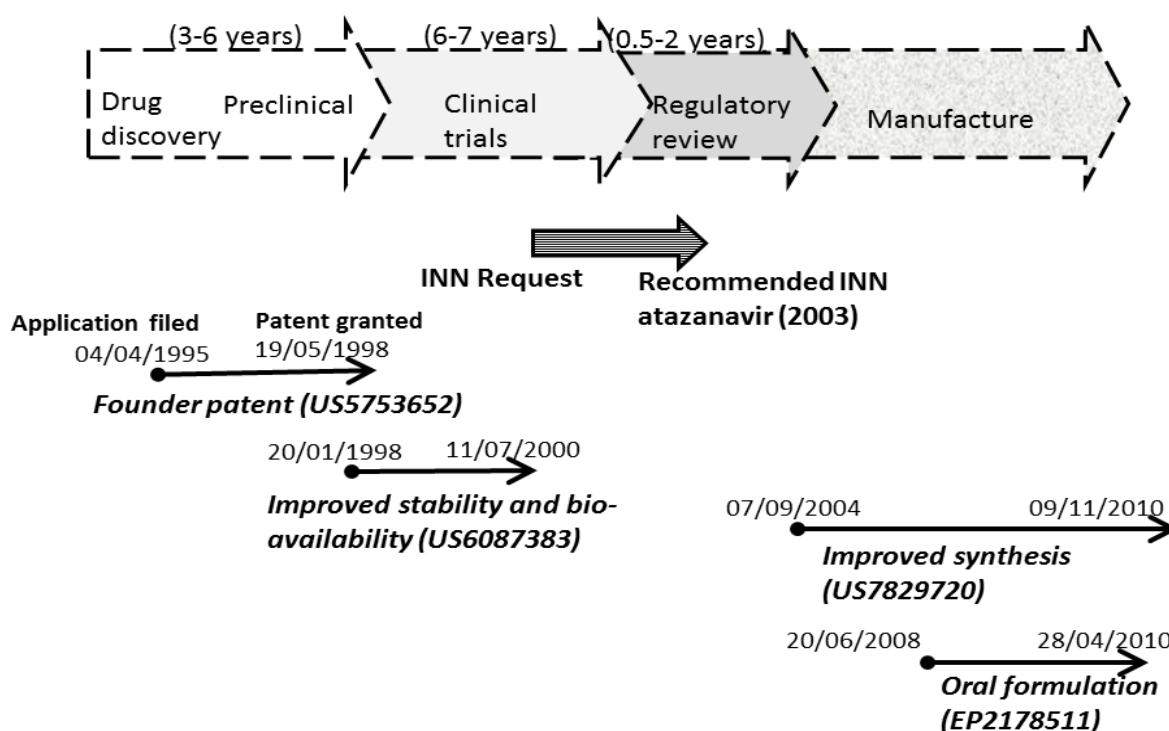 (3-6 years)
(6-7 years)
(0.5-2 years)
Drug discovery
Preclinical
Clinical trials
Regulatory review
Manufacture
INN Request
Recommended INN
atazanavir (2003)
Application filed
04/04/1995
Patent granted
19/05/1998
Founder patent (US5753652)
20/01/1998
11/07/2000
Improved stability and bio-
availability (US6087383)
07/09/2004
09/11/2010
Improved synthesis
(US7829720)
20/06/2008
28/04/2010
Oral formulation
(EP2178511)